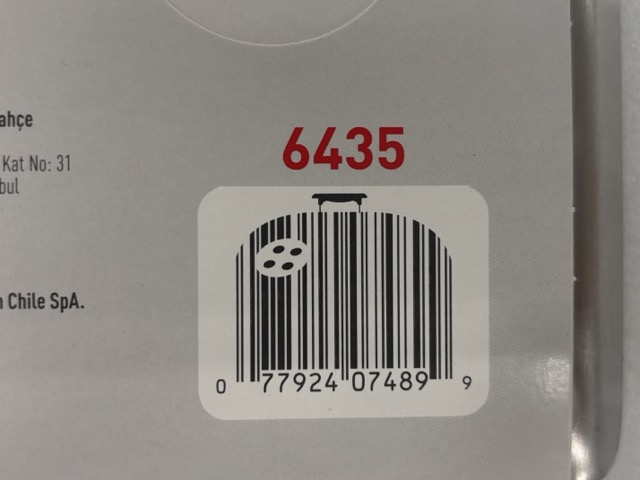 ahçe
Kat No: 31
bul
Chile SpA.
6435
0 77924 07489 9